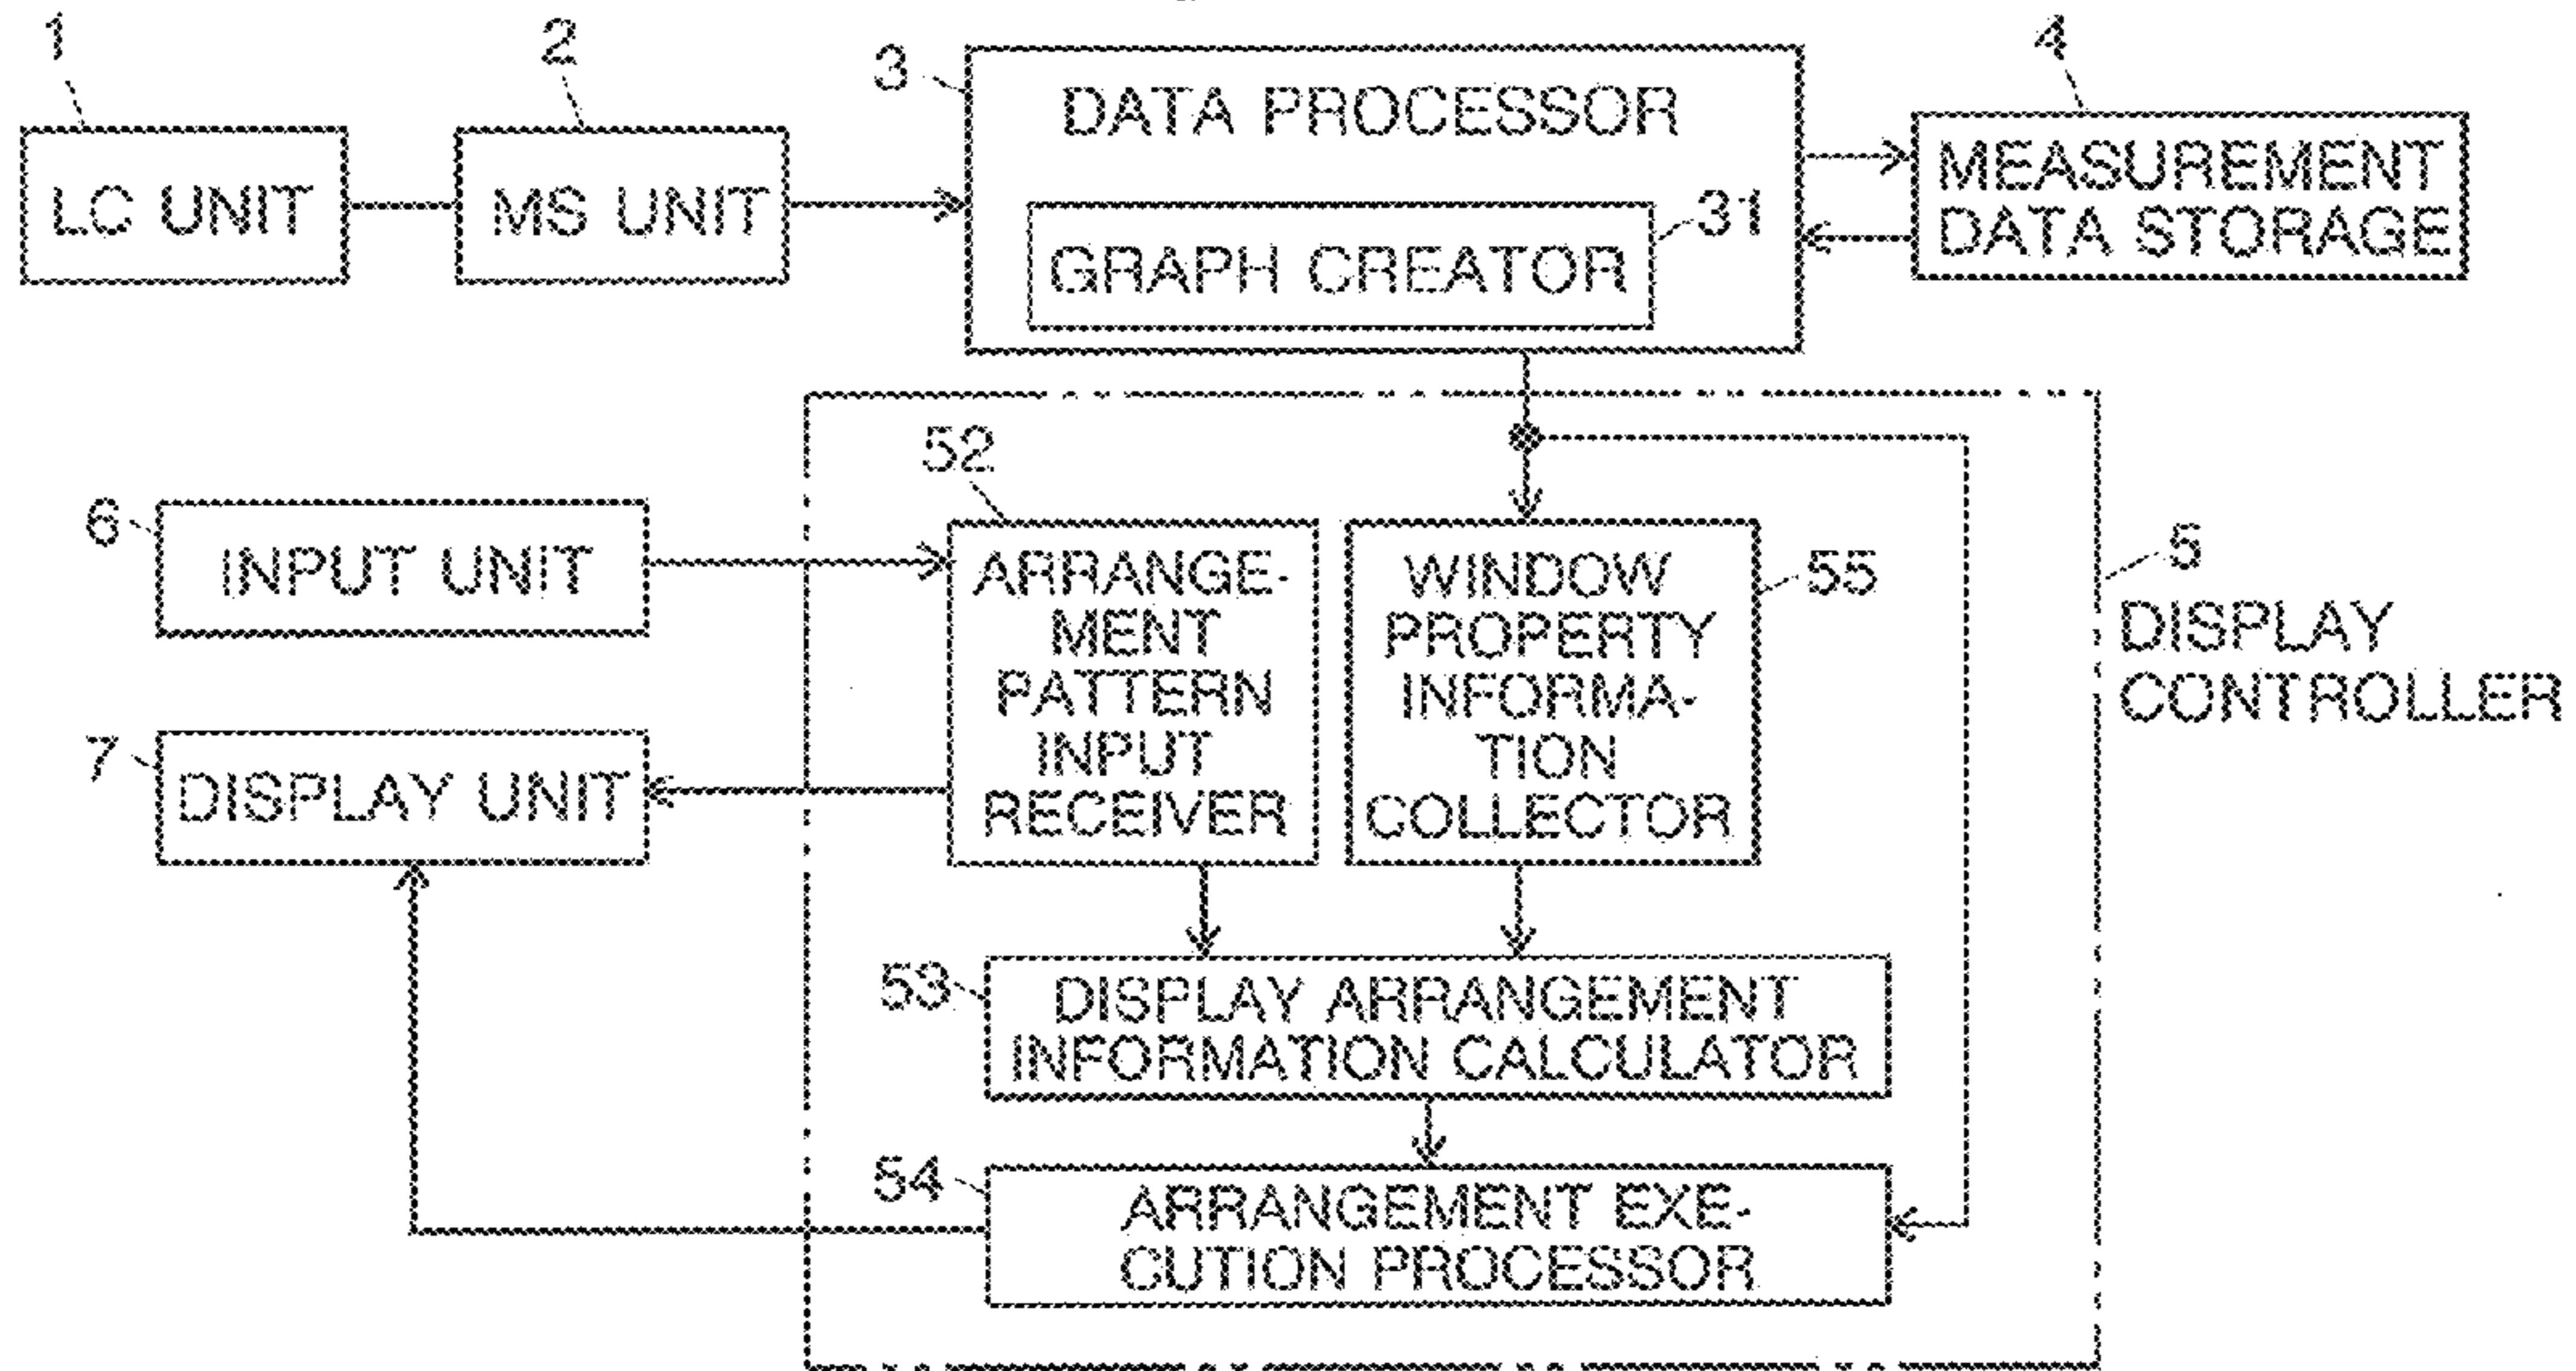 1
2
3
4
DATA PROCESSOR
LC UNIT
MS UNIT
MEASUREMENT
DATA STORAGE
31
GRAPH CREATOR
52
6
INPUT UNIT
ARRANGE-
MENT
PATTERN
INPUT
RECEIVER
WINDOW
PROPERTY
INFORMA-
TION
COLLECTOR
55
5
DISPLAY
CONTROLLER
7
DISPLAY UNIT
53
DISPLAY ARRANGEMENT
INFORMATION CALCULATOR
54
ARRANGEMENT EXE-
CUTION PROCESSOR